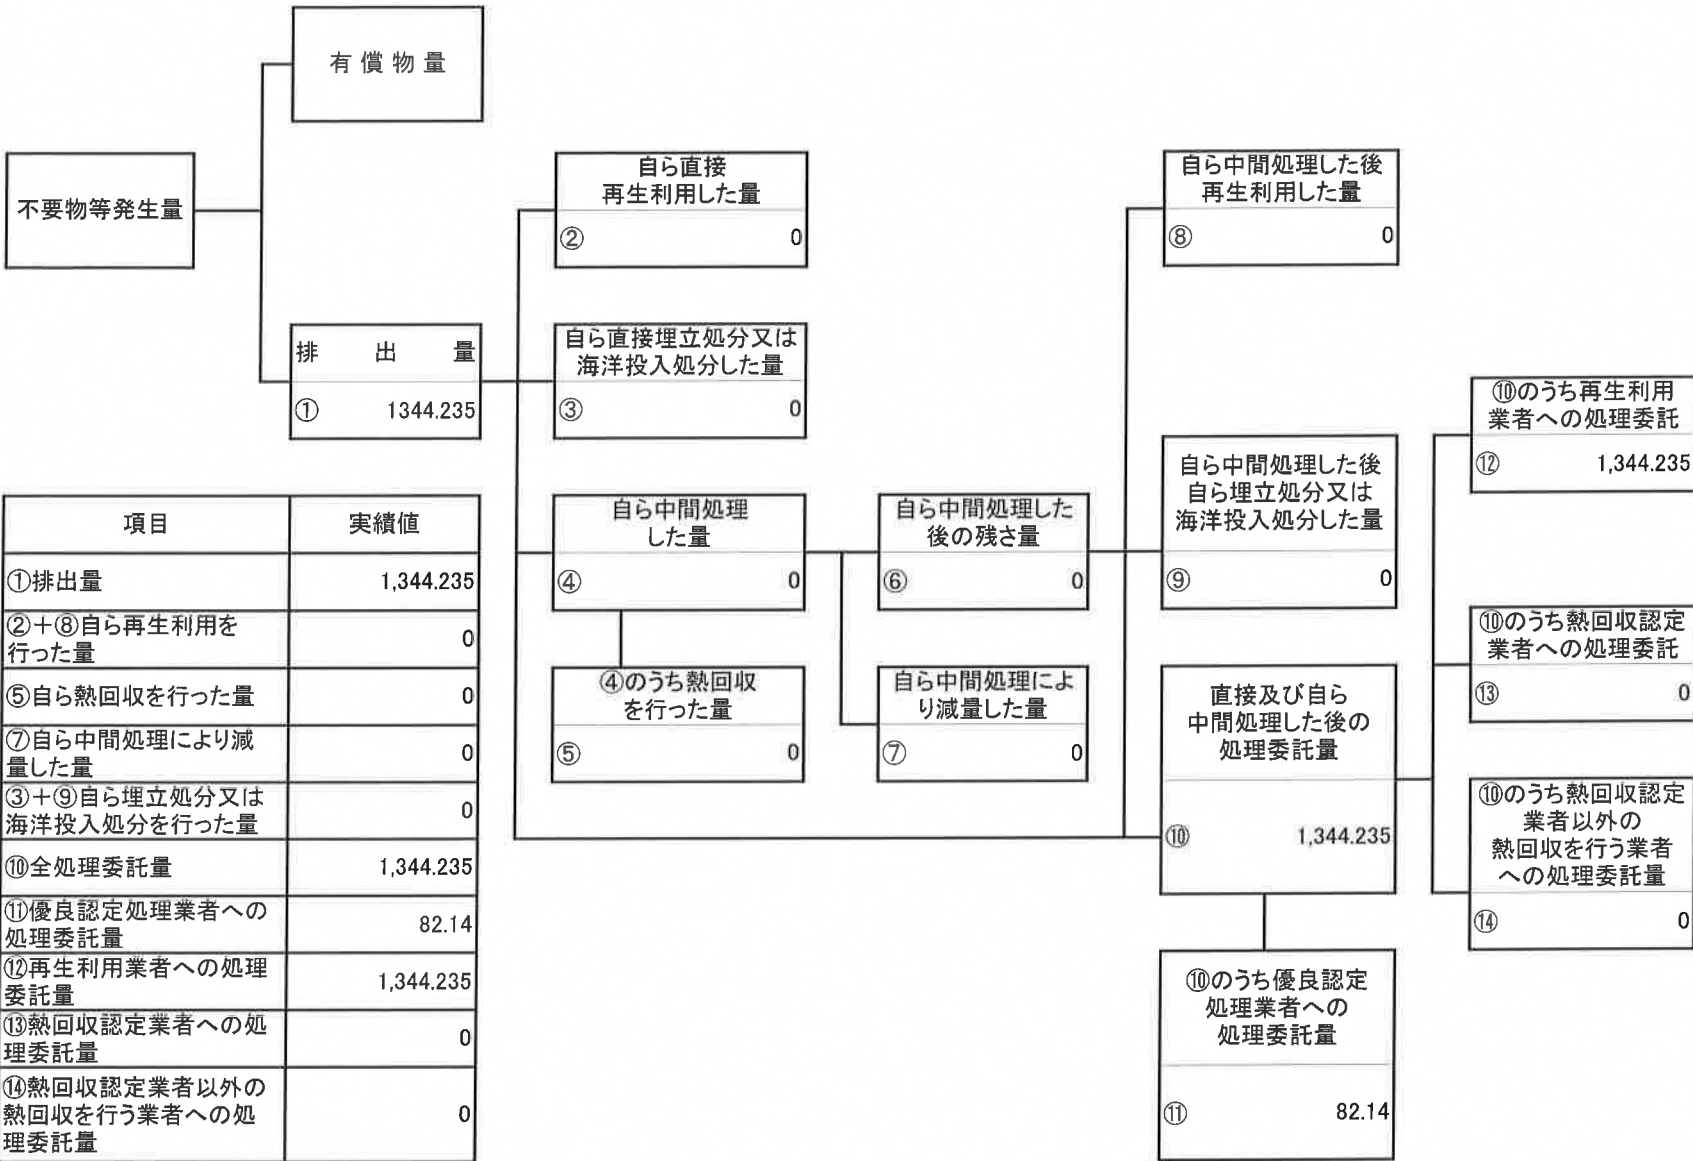 有償物量
不要物等発生量
排出量
① 1344.235
自ら直接
再生利用した量
② 0
自ら直接埋立処分又は
海洋投入処分した量
③ 0
自ら中間処理
した量
④ 0
④のうち熱回収
を行った量
⑤ 0
自ら中間処理した
後の残さ量
⑥ 0
自ら中間処理によ
り減量した量
⑦ 0
自ら中間処理した後
再生利用した量
⑧ 0
自ら中間処理した後
自ら埋立処分又は
海洋投入処分した量
⑨ 0
直接及び自ら
中間処理した後の
処理委託量
⑩ 1,344.235
⑩のうち優良認定
処理業者への
処理委託量
⑪ 82.14
⑩のうち再生利用
業者への処理委託
⑫ 1,344.235
⑩のうち熱回収認定
業者への処理委託
⑬ 0
⑩のうち熱回収認定
業者以外の
熱回収を行う業者
への処理委託量
⑭ 0
項目 実績値
①排出量 1,344.235
②+⑧自ら再生利用を
行った量 0
⑤自ら熱回収を行った量 0
⑦自ら中間処理により減
量した量 0
③+⑨自ら埋立処分又は
海洋投入処分を行った量 0
⑩全処理委託量 1,344.235
⑪優良認定処理業者への
処理委託量 82.14
⑫再生利用業者への処理
委託量 1,344.235
⑬熱回収認定業者への処
理委託量 0
⑭熱回収認定業者以外の
熱回収を行う業者への処
理委託量 0